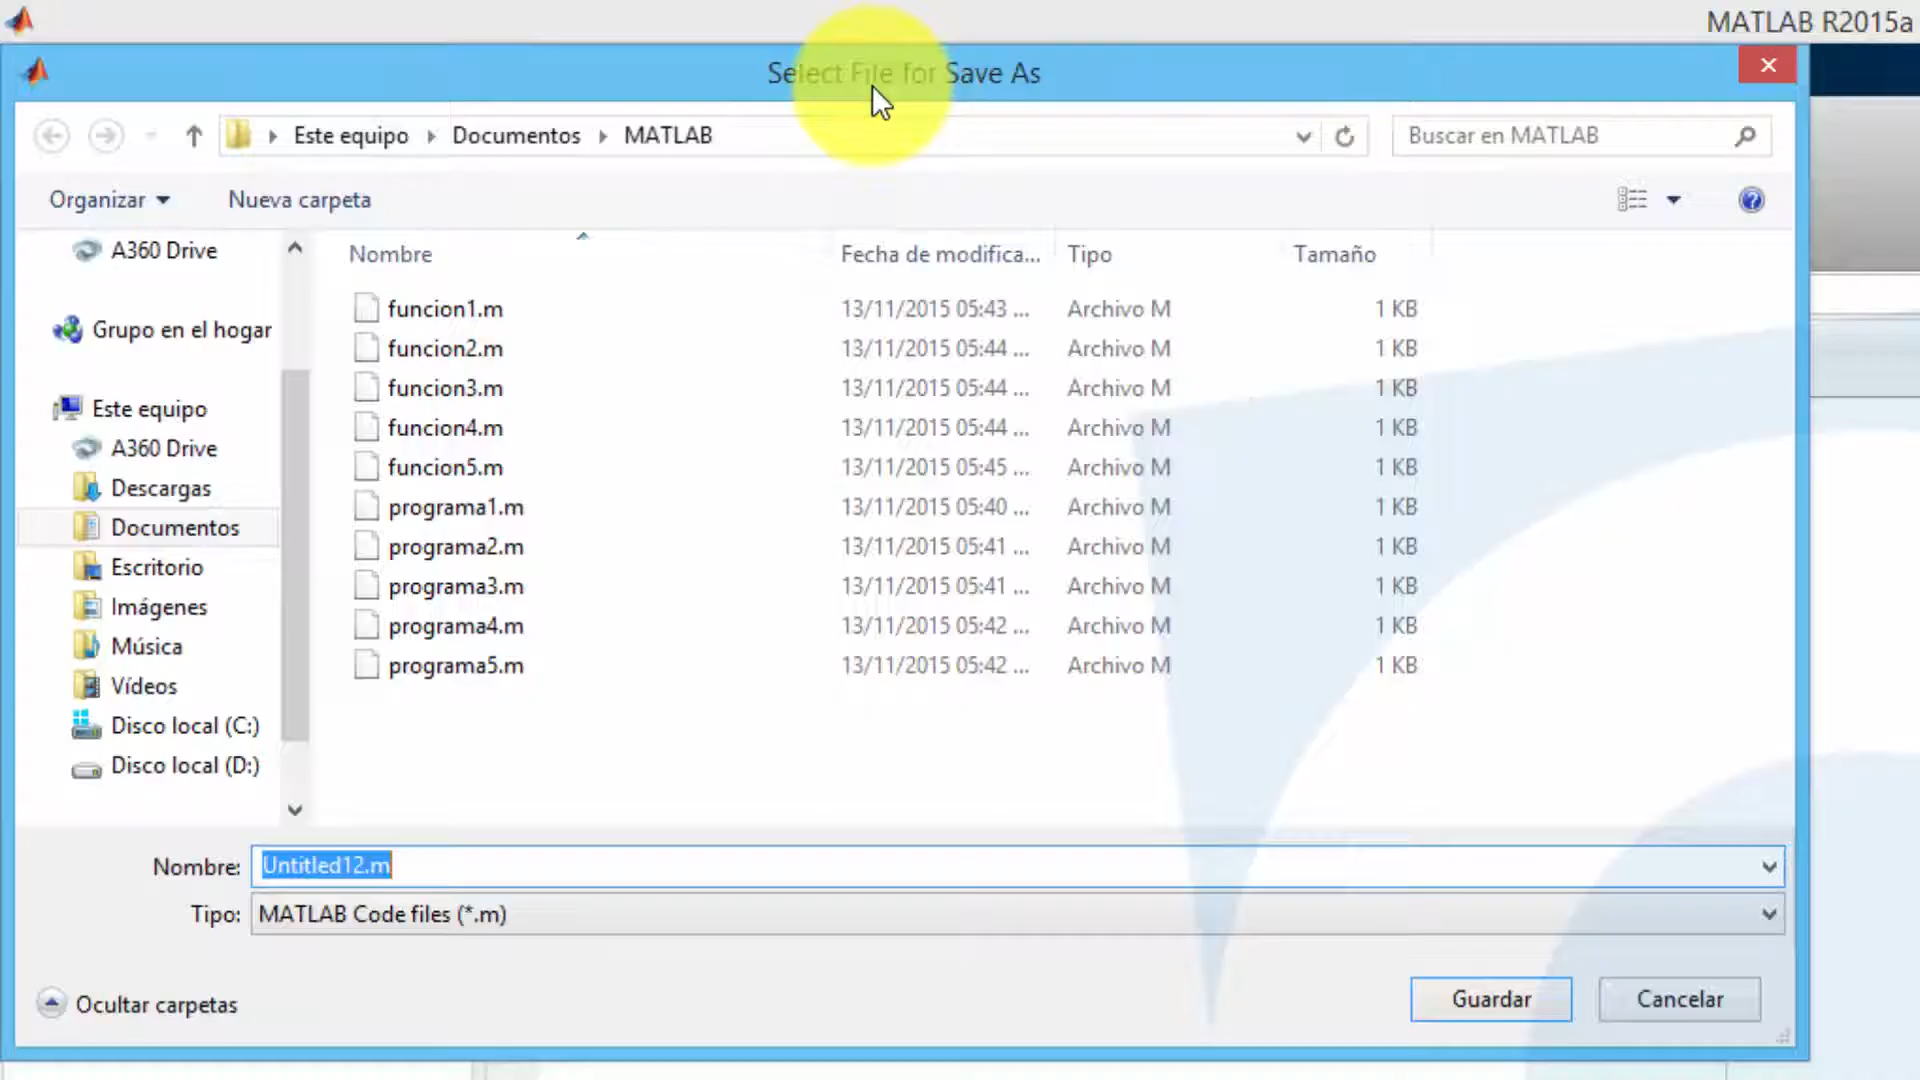 MATLAB R2015a
Select File for Save As
Este equipo Documentos MATLAB
Buscar en MATLAB
Organizar Nueva carpeta
Nombre Fecha de modifica... Tipo Tamaño
A360 Drive
Grupo en el hogar
Este equipo
A360 Drive
Descargas
Documentos
Escritorio
Imágenes
Música
Vídeos
Disco local (C:)
Disco local (D:)
funcion1.m 13/11/2015 05:43 ... Archivo M 1 KB
funcion2.m 13/11/2015 05:44 ... Archivo M 1 KB
funcion3.m 13/11/2015 05:44 ... Archivo M 1 KB
funcion4.m 13/11/2015 05:44 ... Archivo M 1 KB
funcion5.m 13/11/2015 05:45 ... Archivo M 1 KB
programa1.m 13/11/2015 05:40 ... Archivo M 1 KB
programa2.m 13/11/2015 05:41 ... Archivo M 1 KB
programa3.m 13/11/2015 05:41 ... Archivo M 1 KB
programa4.m 13/11/2015 05:42 ... Archivo M 1 KB
programa5.m 13/11/2015 05:42 ... Archivo M 1 KB
Nombre: Untitled12.m
Tipo: MATLAB Code files (*.m)
Ocultar carpetas
Guardar Cancelar